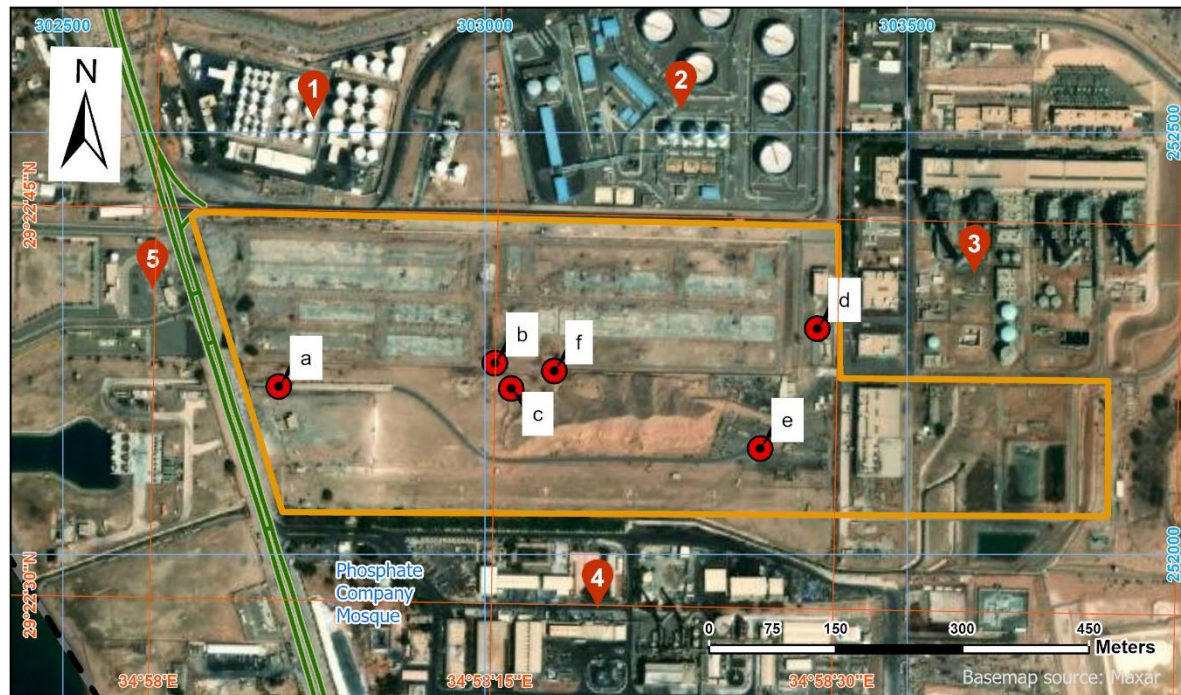 302500
303000
303500
N
1
2
3
252500
29°22'45"N
5
d
b
f
a
c
e
4
252000
Phosphate
Company
Mosque
29°22'30"N
0 75 150 300 450
Meters
34°58'E
34°58'15"E
34°58'30"E
Basemap source: Maxar